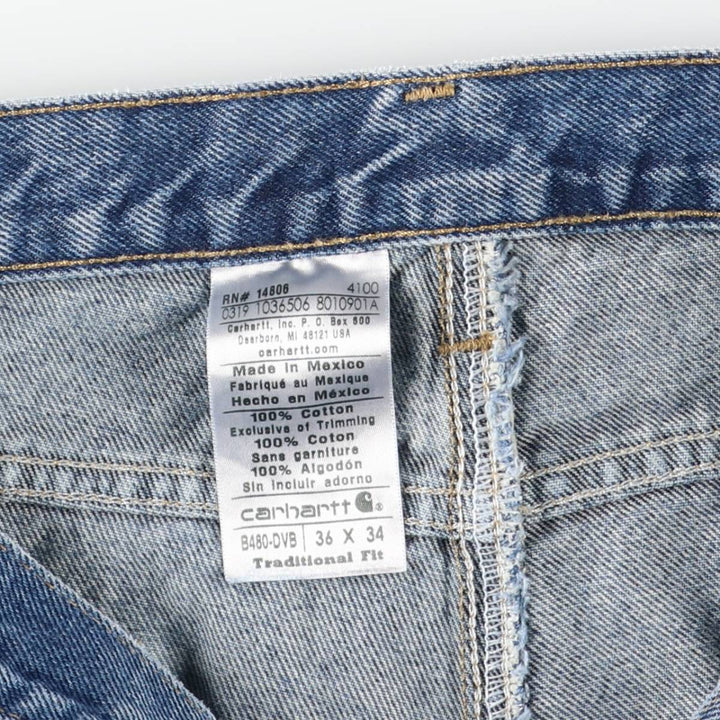 RN# 14806 4100
0319 1036506 8010901A
Carhartt, Inc. P. O. Box 600
Dearborn, MI 48121 USA
carhartt.com
Made in Mexico
Fabriqué au Mexique
Hecho en México
100% Cotton
Exclusive of Trimming
100% Coton
Sans garniture
100% Algodón
Sin incluir adorno
carhartt ®
B480-DVB 36 X 34
Traditional Fit